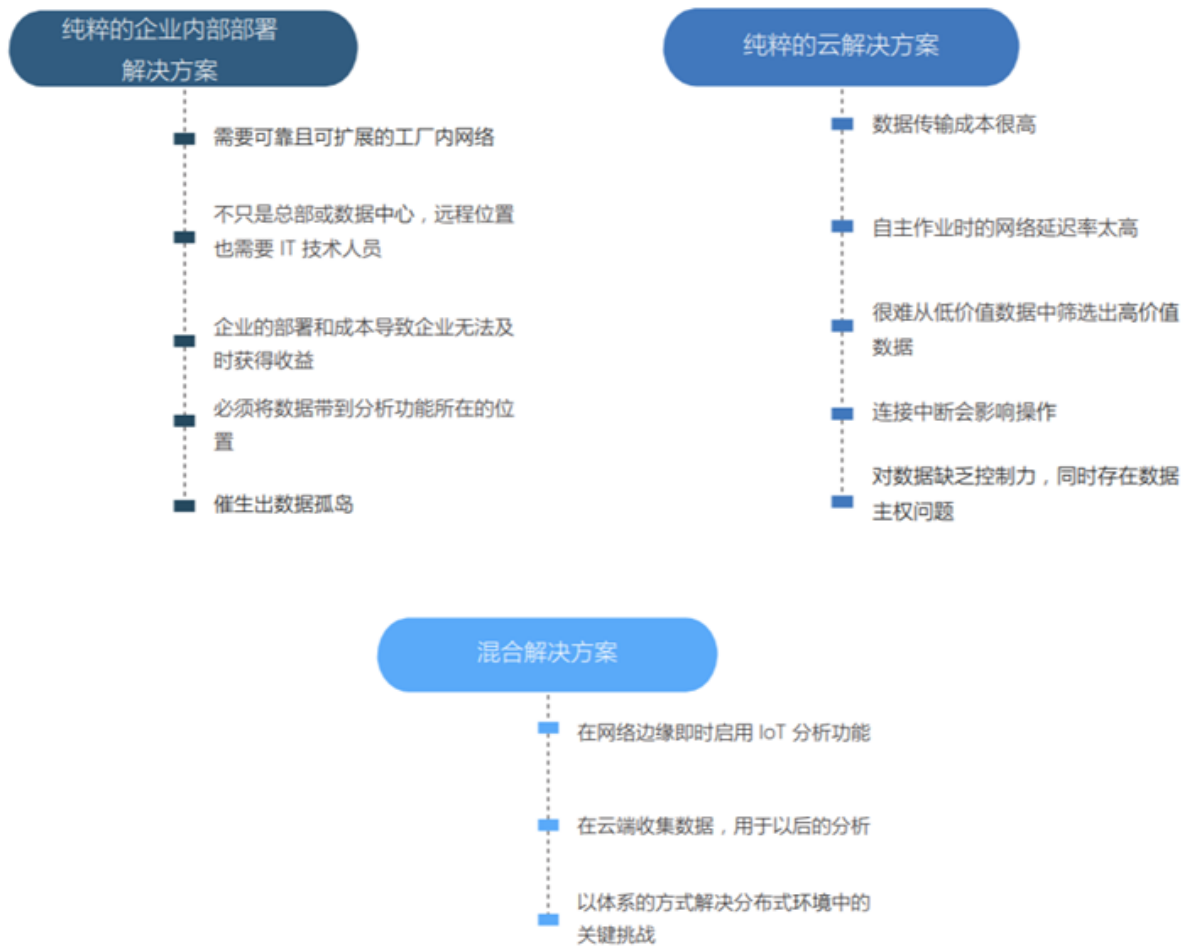 纯粹的企业内部部署
解决方案
需要可靠且可扩展的工厂内网络
不只是总部或数据中心，远程位置
也需要 IT 技术人员
企业的部署和成本导致企业无法及
时获得收益
必须将数据带到分析功能所在的位
置
催生出数据孤岛
纯粹的云解决方案
数据传输成本很高
自主作业时的网络延迟率太高
很难从低价值数据中筛选出高价值
数据
连接中断会影响操作
对数据缺乏控制力，同时存在数据
主权问题
混合解决方案
在网络边缘即时启用 IoT 分析功能
在云端收集数据，用于以后的分析
以体系的方式解决分布式环境中的
关键挑战